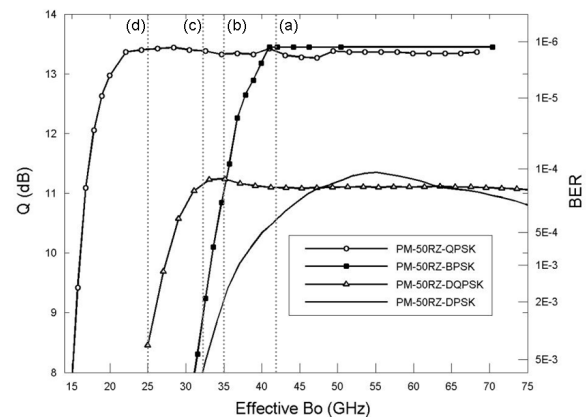 (d) (c) (b) (a)
14
13
12
11
10
9
8
Q (dB)
1E-6
1E-5
1E-4
5E-4
1E-3
2E-3
5E-3
BER
PM-50RZ-QPSK
PM-50RZ-BPSK
PM-50RZ-DQPSK
PM-50RZ-DPSK
15 20 25 30 35 40 45 50 55 60 65 70 75
Effective Bo (GHz)